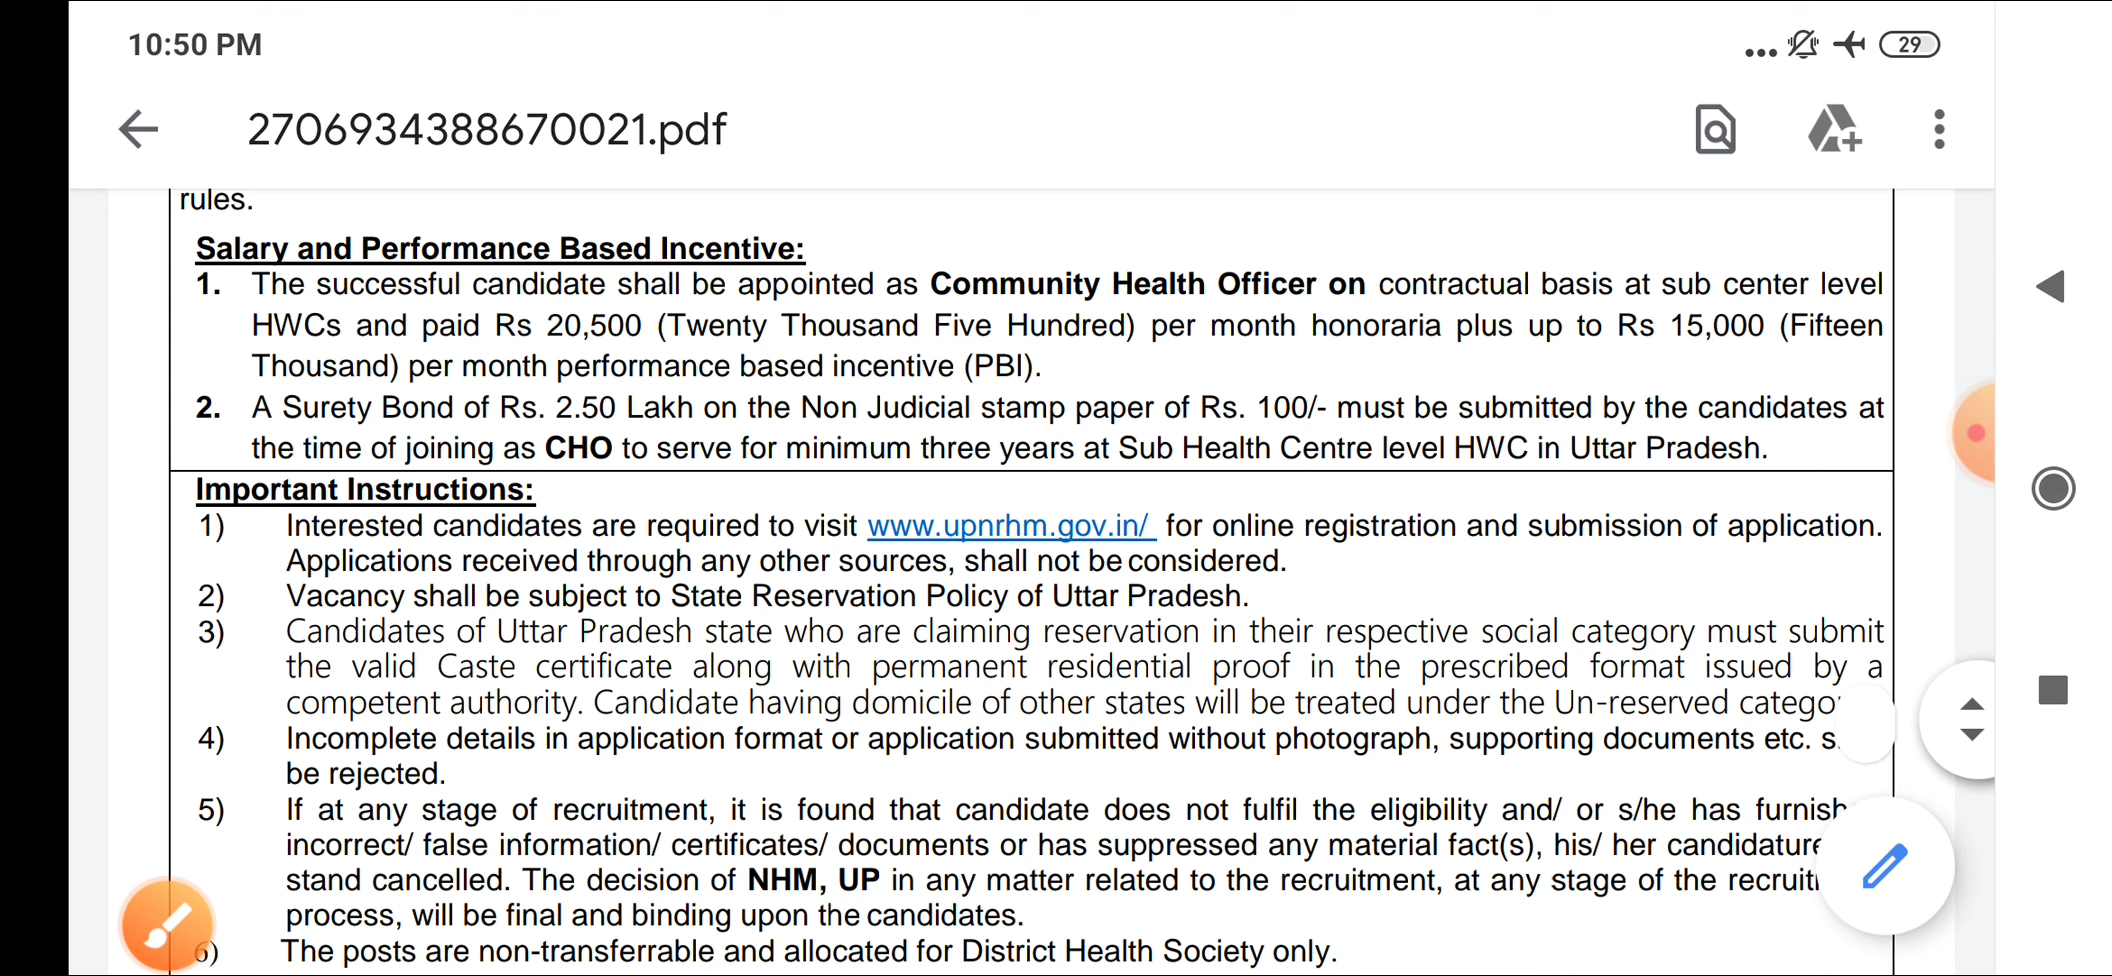 10:50 PM
29
2706934388670021.pdf
rules.
Salary and Performance Based Incentive:
1. The successful candidate shall be appointed as Community Health Officer on contractual basis at sub center level
HWCs and paid Rs 20,500 (Twenty Thousand Five Hundred) per month honoraria plus up to Rs 15,000 (Fifteen
Thousand) per month performance based incentive (PBI).
2. A Surety Bond of Rs. 2.50 Lakh on the Non Judicial stamp paper of Rs. 100/- must be submitted by the candidates at
the time of joining as CHO to serve for minimum three years at Sub Health Centre level HWC in Uttar Pradesh.
Important Instructions:
1) Interested candidates are required to visit www.upnrhm.gov.in/ for online registration and submission of application.
Applications received through any other sources, shall not be considered.
2) Vacancy shall be subject to State Reservation Policy of Uttar Pradesh.
3) Candidates of Uttar Pradesh state who are claiming reservation in their respective social category must submit
the valid Caste certificate along with permanent residential proof in the prescribed format issued by a
competent authority. Candidate having domicile of other states will be treated under the Un-reserved
4) Incomplete details in application format or application submitted without photograph, supporting documents etc.
be rejected.
5) If at any stage of recruitment, it is found that candidate does not fulfil the eligibility and/ or s/he has
incorrect/ false information/ certificates/ documents or has suppressed any material fact(s), his/ her candidature
stand cancelled. The decision of NHM, UP in any matter related to the recruitment, at any stage of the
process, will be final and binding upon the candidates.
6) The posts are non-transferrable and allocated for District Health Society only.